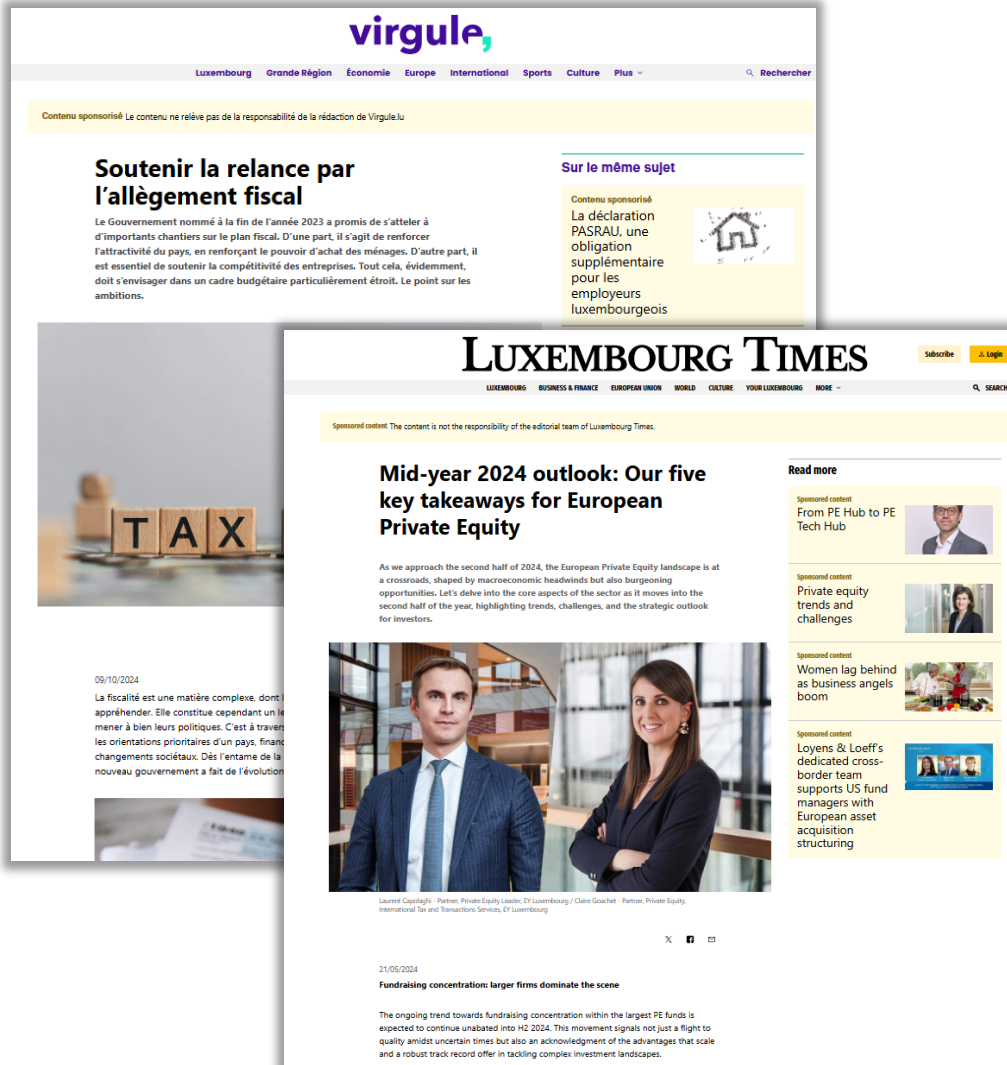 virgule,
Luxembourg Grande Région Économie Europe International Sports Culture Plus Rechercher
Contenu sponsorisé Le contenu ne relève pas de la responsabilité de la rédaction de Virgule.lu
Soutenir la relance par
l'allègement fiscal
Le Gouvernement nommé à la fin de l'année 2023 a promis de s'atteler à
d'importants chantiers sur le plan fiscal. D'une part, il s'agit de renforcer
l'attractivité du pays, en renforçant le pouvoir d'achat des ménages. D'autre part, il
est essentiel de soutenir la compétitivité des entreprises. Tout cela, évidemment,
doit s'envisager dans un cadre budgétaire particulièrement étroit. Le point sur les
ambitions.
Sur le même sujet
Contenu sponsorisé
La déclaration
PASRAU, une
obligation
supplémentaire
pour les
employeurs
luxembourgeois
TAX
09/10/2024
La fiscalité est une matière complexe, dont
appréhender. Elle constitue cependant un
mener à bien leurs politiques. C'est à
les orientations prioritaires d'un pays,
changements sociétaux. Dès l'entame de la
nouveau gouvernement a fait de l'évolution
1040
LUXEMBOURG TIMES
Subscribe
Login
LUXEMBOURG BUSINESS & FINANCE EUROPEAN UNION WORLD CULTURE YOUR LUXEMBOURG MORE SEARCH
Sponsored content The content is not the responsibility of the editorial team of Luxembourg Times.
Mid-year 2024 outlook: Our five
key takeaways for European
Private Equity
As we approach the second half of 2024, the European Private Equity landscape is at
a crossroads, shaped by macroeconomic headwinds but also burgeoning
opportunities. Let's delve into the core aspects of the sector as it moves into the
second half of the year, highlighting trends, challenges, and the strategic outlook
for investors.
Laurent Capolaghi - Partner, Private Equity Leader, EY Luxembourg / Claire Goachet - Partner, Private Equity,
International Tax and Transactions Services, EY Luxembourg
21/05/2024
Fundraising concentration: larger firms dominate the scene
The ongoing trend towards fundraising concentration within the largest PE funds is
expected to continue unabated into H2 2024. This movement signals not just a flight to
quality amidst uncertain times but also an acknowledgment of the advantages that scale
and a robust track record offer in tackling complex investment landscapes.
Read more
Sponsored content
From PE Hub to PE
Tech Hub
Sponsored content
Private equity
trends and
challenges
Sponsored content
Women lag behind
as business angels
boom
Sponsored content
Loyens & Loeff's
dedicated cross-
border team
supports US fund
managers with
European asset
acquisition
structuring